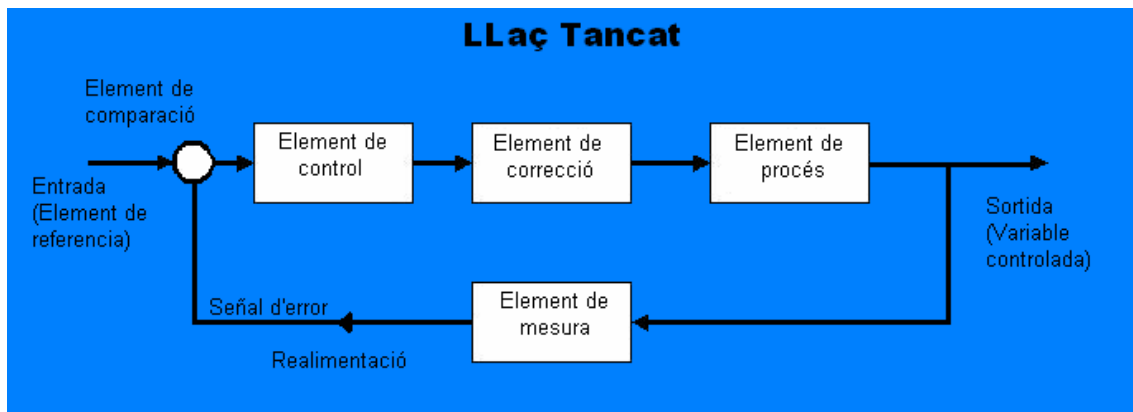 LLaç Tancat
Element de
comparació
Element de
control
Element de
correcció
Element de
procés
Entrada
(Element de
referencia)
Sortida
(Variable
controlada)
Señal d'error
Element de
mesura
Realimentació